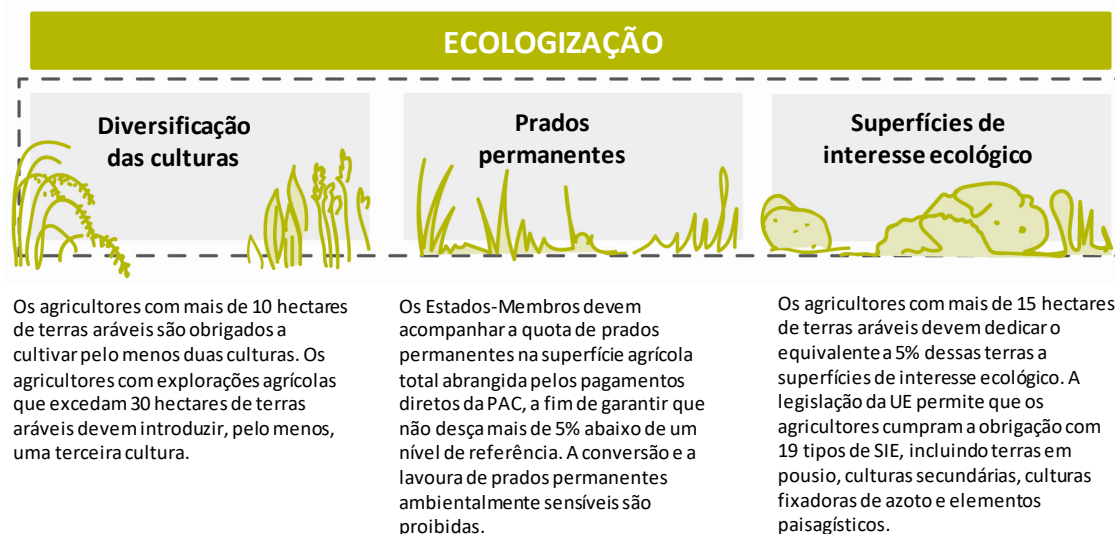 ECOLOGIZAÇÃO
Diversificação
das culturas
Os agricultores com mais de 10 hectares
de terras aráveis são obrigados a
cultivar pelo menos duas culturas. Os
agricultores com explorações agrícolas
que excedam 30 hectares de terras
aráveis devem introduzir, pelo menos,
uma terceira cultura.
Prados
permanentes
Os Estados-Membros devem
acompanhar a quota de prados
permanentes na superfície agrícola
total abrangida pelos pagamentos
diretos da PAC, a fim de garantir que
não desça mais de 5% abaixo de um
nível de referência. A conversão e a
lavoura de prados permanentes
ambientalmente sensíveis são
proibidas.
Superfícies de
interesse ecológico
Os agricultores com mais de 15 hectares
de terras aráveis devem dedicar o
equivalente a 5% dessas terras a
superfícies de interesse ecológico. A
legislação da UE permite que os
agricultores cumpram a obrigação com
19 tipos de SIE, incluindo terras em
pousio, culturas secundárias, culturas
fixadoras de azoto e elementos
paisagísticos.